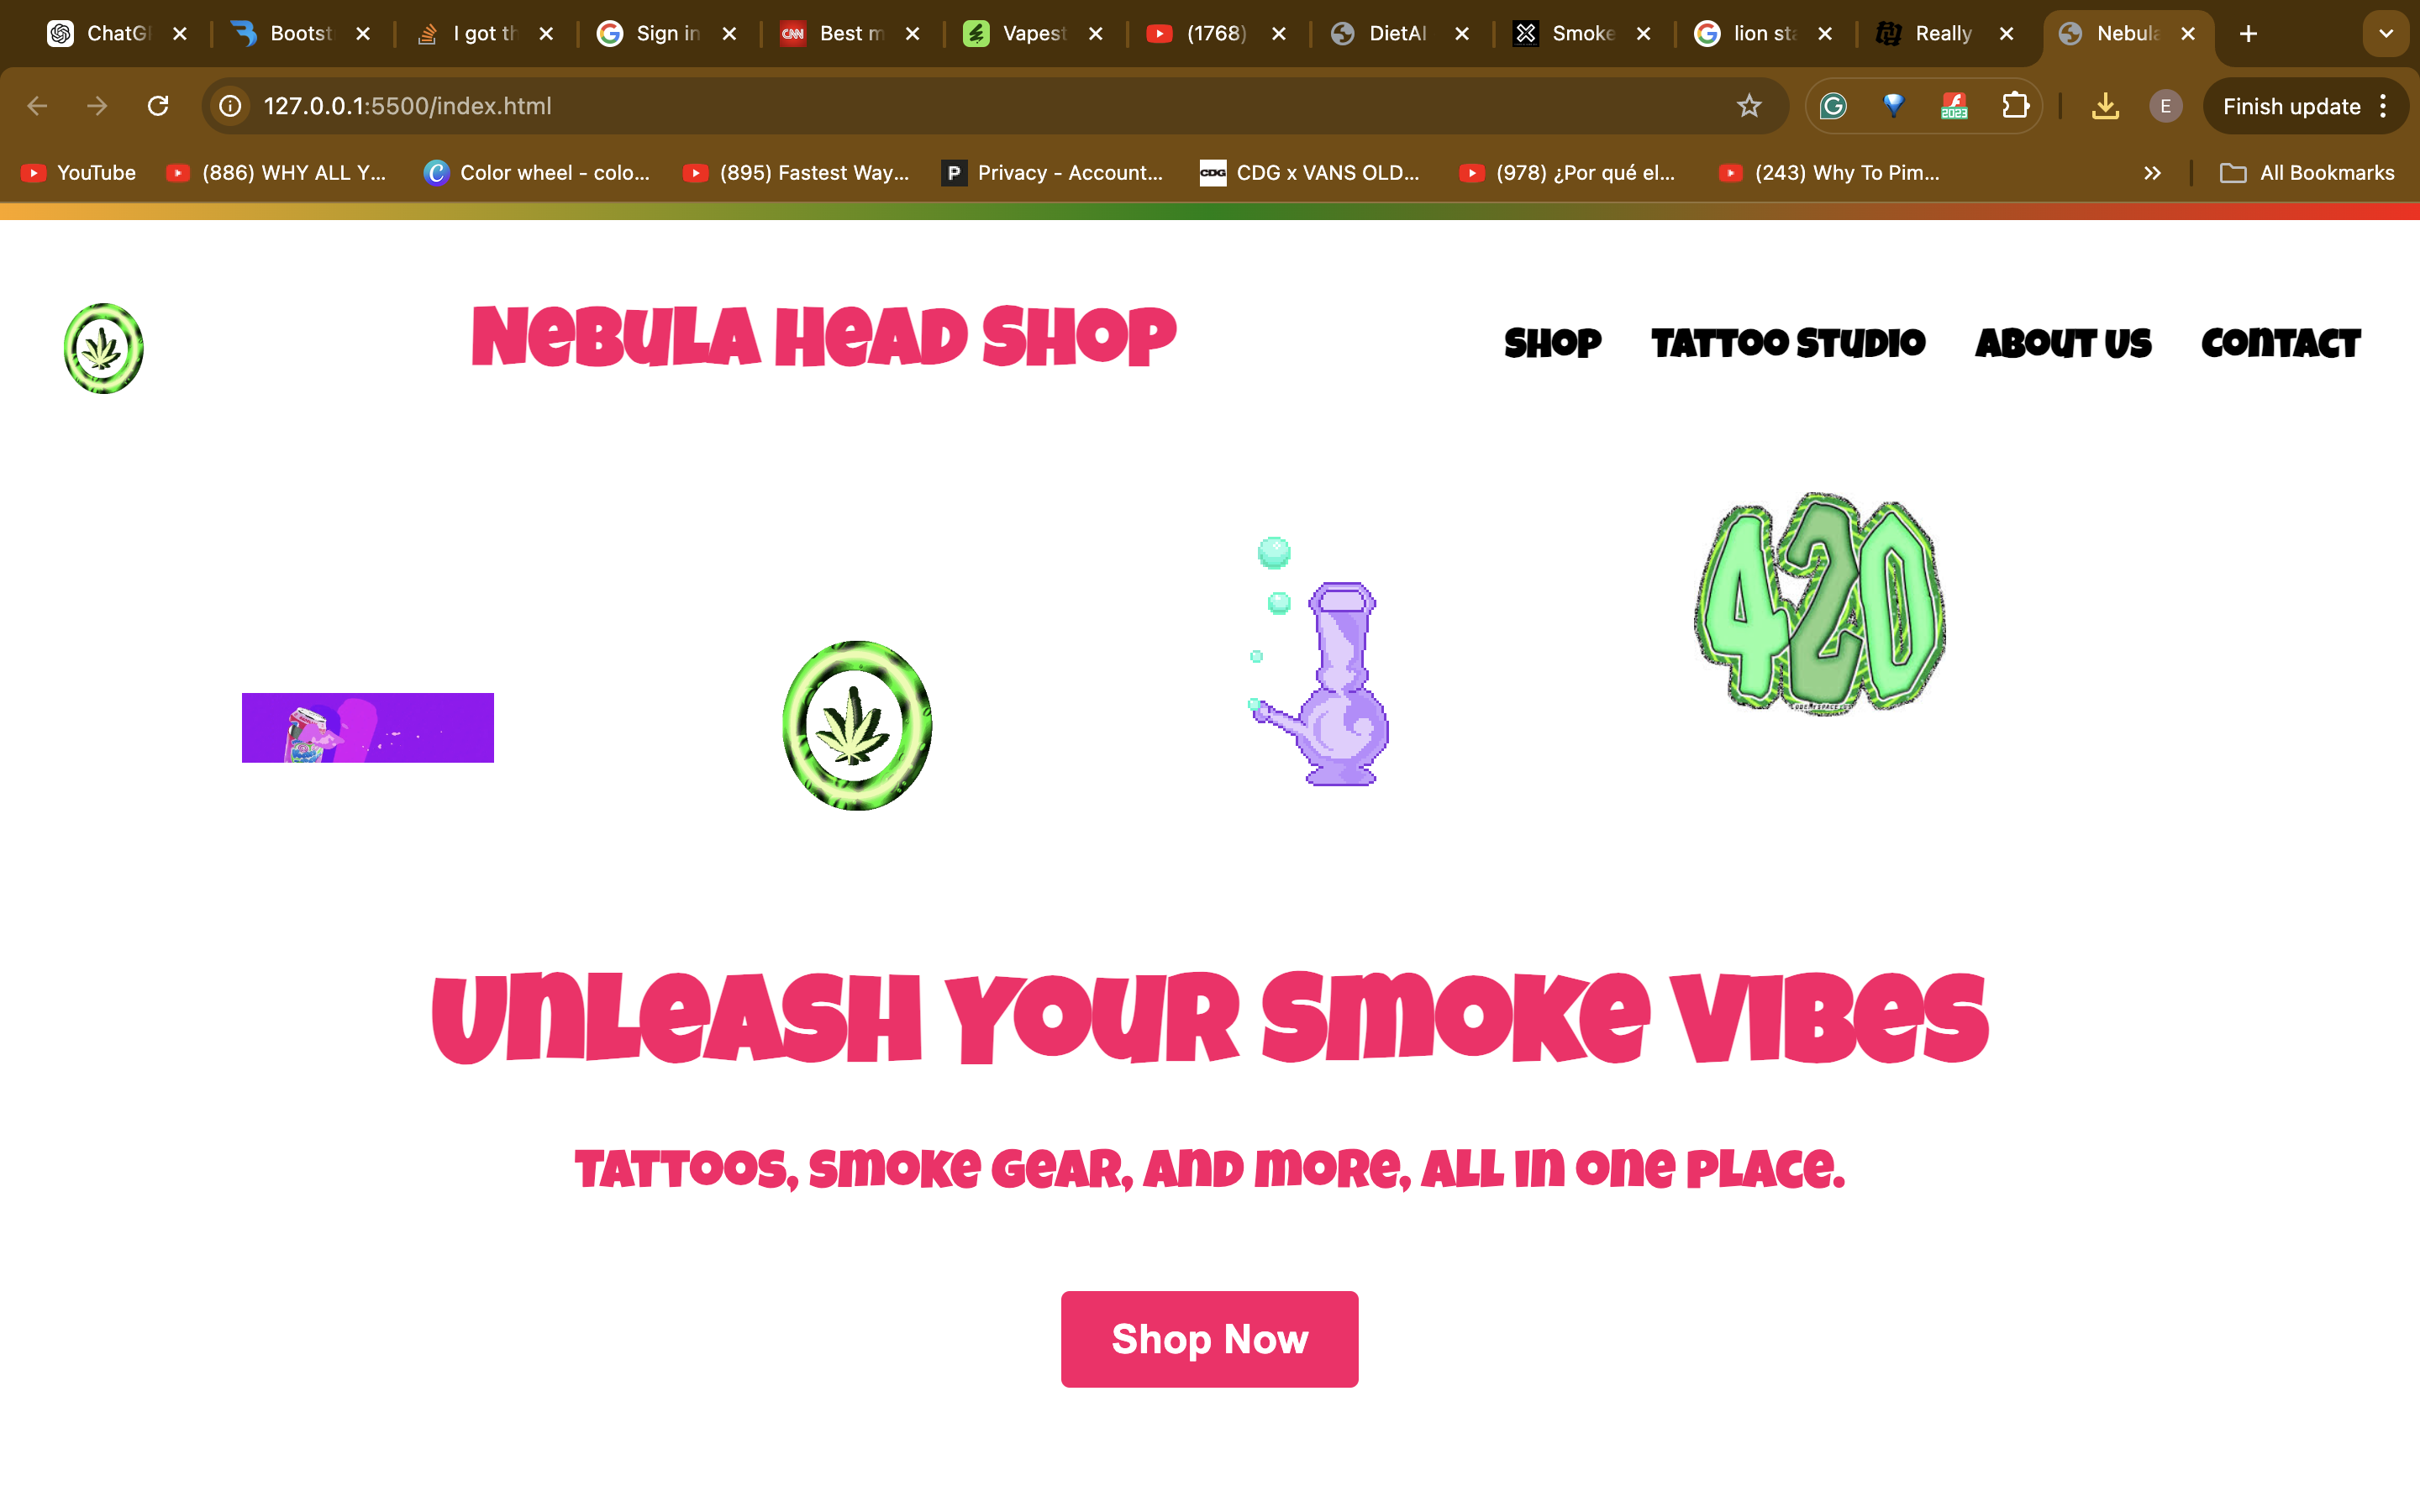 ChatG
Bootst
I got th
Sign in
CNN
Best m
Vapest
(1768)
DietAI
Smoke
lion sta
Really
Nebula
127.0.0.1:5500/index.html
2023
E
Finish update
YouTube
(886) WHY ALL Y...
Color wheel - colo...
(895) Fastest Way...
P
Privacy - Account...
CDG
CDG x VANS OLD...
(978) ¿Por qué el...
(243) Why To Pim...
All Bookmarks
Nebula Head Shop
Shop
Tattoo Studio
About Us
Contact
420
Unleash Your Smoke Vibes
Tattoos, smoke gear, and more, all in one place.
Shop Now